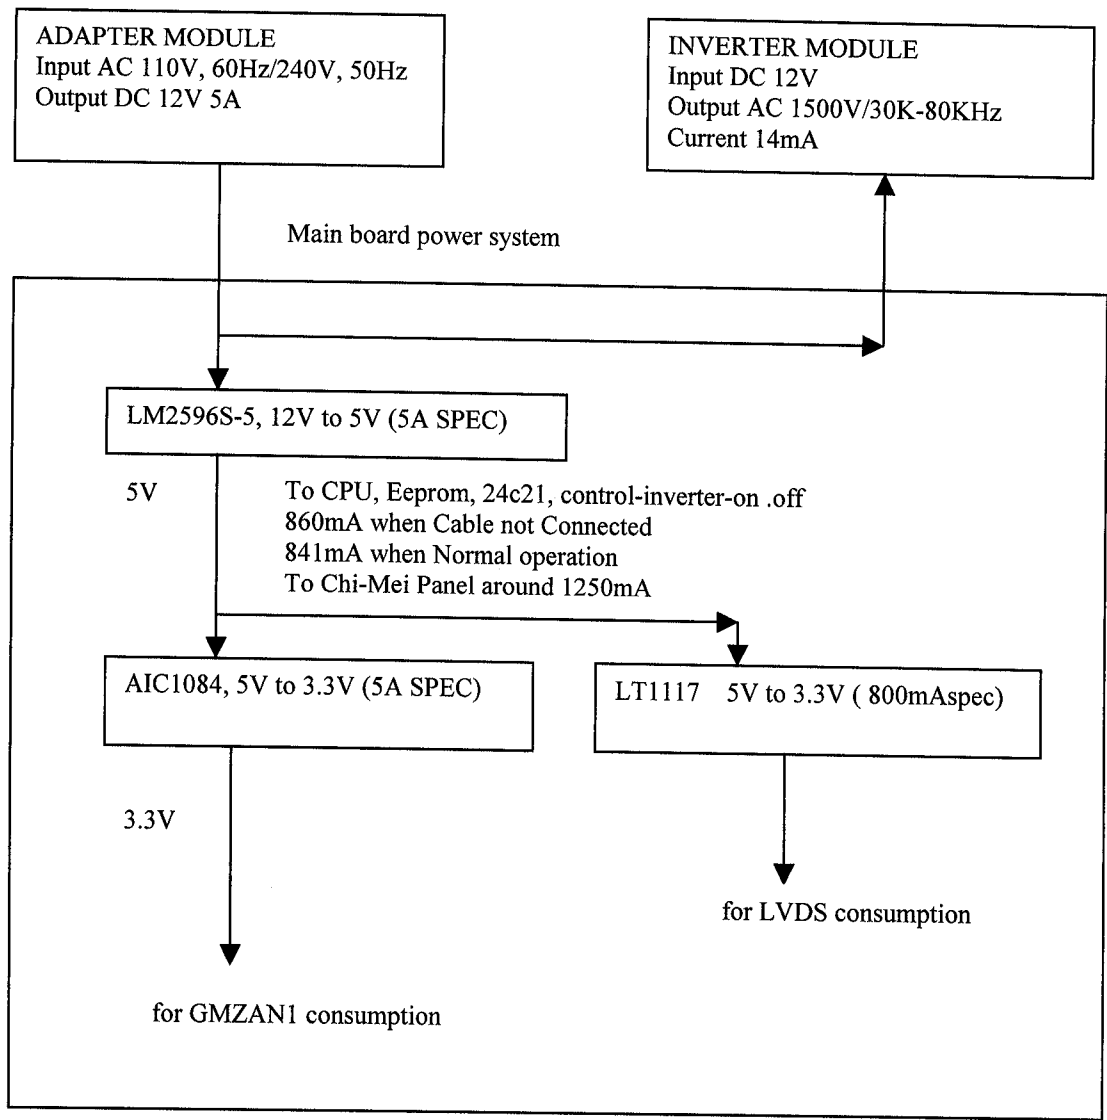 ADAPTER MODULE
Input AC 110V, 60Hz/240V, 50Hz
Output DC 12V 5A
INVERTER MODULE
Input DC 12V
Output AC 1500V/30K-80KHz
Current 14mA
Main board power system
LM2596S-5, 12V to 5V (5A SPEC)
5V
To CPU, Eeprom, 24c21, control-inverter-on .off
860mA when Cable not Connected
841mA when Normal operation
To Chi-Mei Panel around 1250mA
AIC1084, 5V to 3.3V (5A SPEC)
LT1117 5V to 3.3V ( 800mAspec)
3.3V
for LVDS consumption
for GMZAN1 consumption